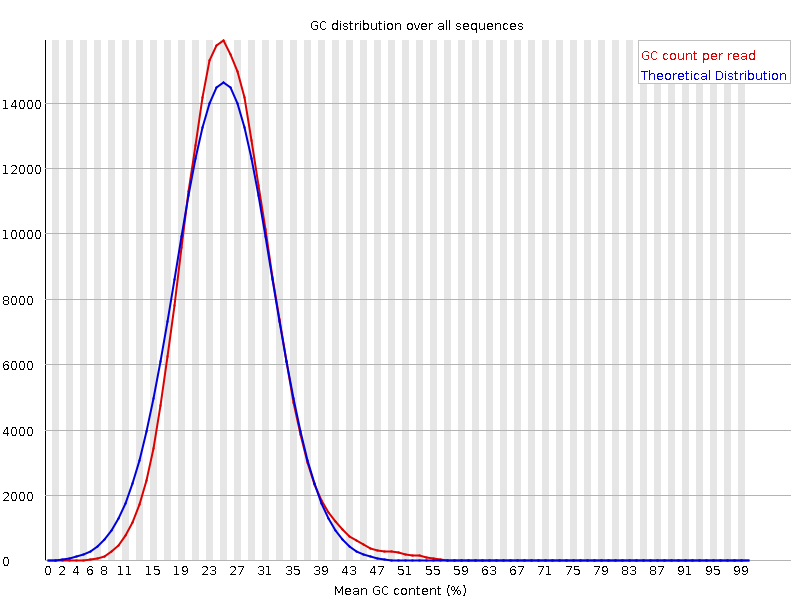 GC distribution over all sequences
GC count per read
Theoretical Distribution
14000
12000
10000
8000
6000
4000
2000
0
0 2 4 6 8 11 15 19 23 27 31 35 39 43 47 51 55 59 63 67 71 75 79 83 87 91 95 99
Mean GC content (%)